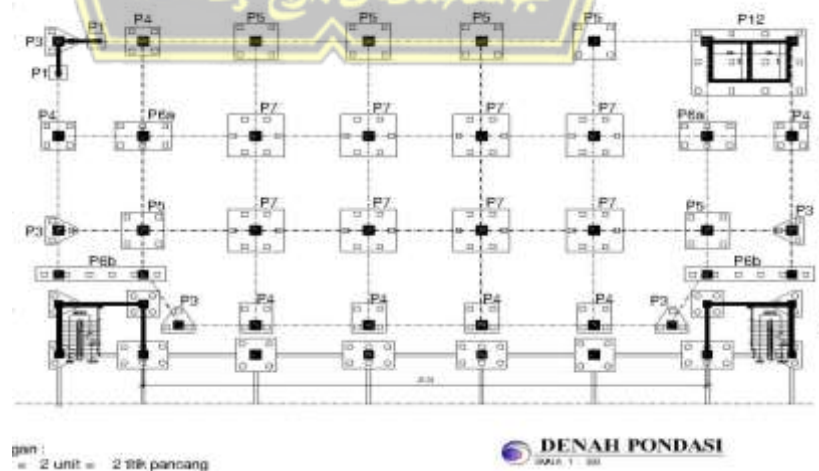 P3 P1 P4 P5 P5 P5 P5 P12
P1
P4 P6a P7 P7 P7 P7 P6a P4
P3 P5 P7 P7 P7 P7 P5 P3
P6b P6b
P3 P4 P4 P4 P4 P3
gan :
= 2 unit = 2 titik pancang
DENAH PONDASI